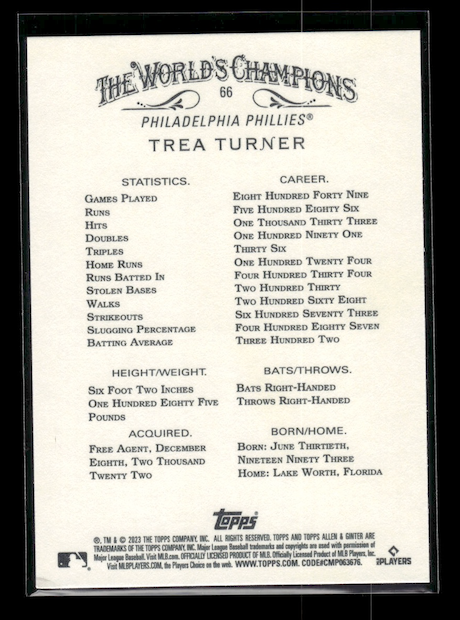 THE WORLD'S CHAMPIONS
66
PHILADELPHIA PHILLIES®
TREA TURNER
STATISTICS.
GAMES PLAYED
RUNS
HITS
DOUBLES
TRIPLES
HOME RUNS
RUNS BATTED IN
STOLEN BASES
WALKS
STRIKEOUTS
SLUGGING PERCENTAGE
BATTING AVERAGE
CAREER.
EIGHT HUNDRED FORTY NINE
FIVE HUNDRED EIGHTY SIX
ONE THOUSAND THIRTY THREE
ONE HUNDRED NINETY ONE
THIRTY SIX
ONE HUNDRED TWENTY FOUR
FOUR HUNDRED THIRTY FOUR
TWO HUNDRED THIRTY
TWO HUNDRED SIXTY EIGHT
SIX HUNDRED SEVENTY THREE
FOUR HUNDRED EIGHTY SEVEN
THREE HUNDRED TWO
HEIGHT/WEIGHT.
SIX FOOT TWO INCHES
ONE HUNDRED EIGHTY FIVE
POUNDS
BATS/THROWS.
BATS RIGHT-HANDED
THROWS RIGHT-HANDED
ACQUIRED.
FREE AGENT, DECEMBER
EIGHTH, TWO THOUSAND
TWENTY TWO
BORN/HOME.
BORN: JUNE THIRTIETH,
NINETEEN NINETY THREE
HOME: LAKE WORTH, FLORIDA
topps
®, TM & © 2023 THE TOPPS COMPANY, INC. ALL RIGHTS RESERVED. TOPPS AND TOPPS ALLEN & GINTER ARE
TRADEMARKS OF THE TOPPS COMPANY, INC. Major League Baseball trademarks and copyrights are used with permission of
Major League Baseball. Visit MLB.com. OFFICIALLY LICENSED PRODUCT OF MLB. Officially Licensed Product of MLB Players, Inc.
Visit MLBPLAYERS.COM, the Players Choice on the web. WWW.TOPPS.COM. CODE#CMP063676.
PLAYERS